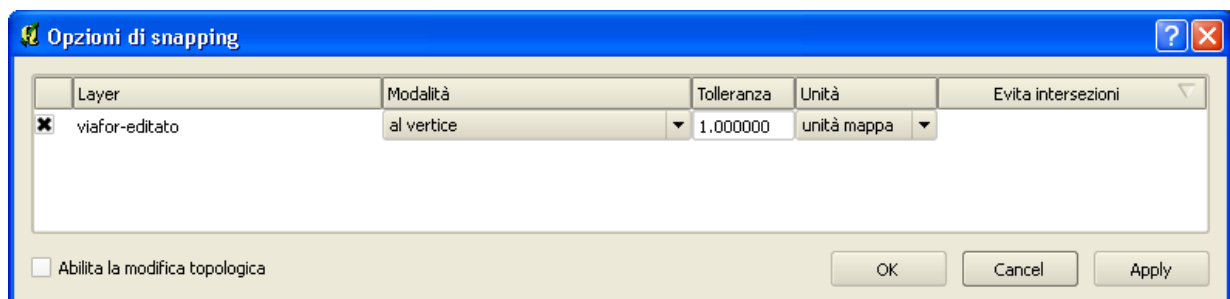 Opzioni di snapping
Layer Modalità Tolleranza Unità Evita intersezioni
viafor-editato al vertice 1.000000 unità mappa
Abilita la modifica topologica OK Cancel Apply